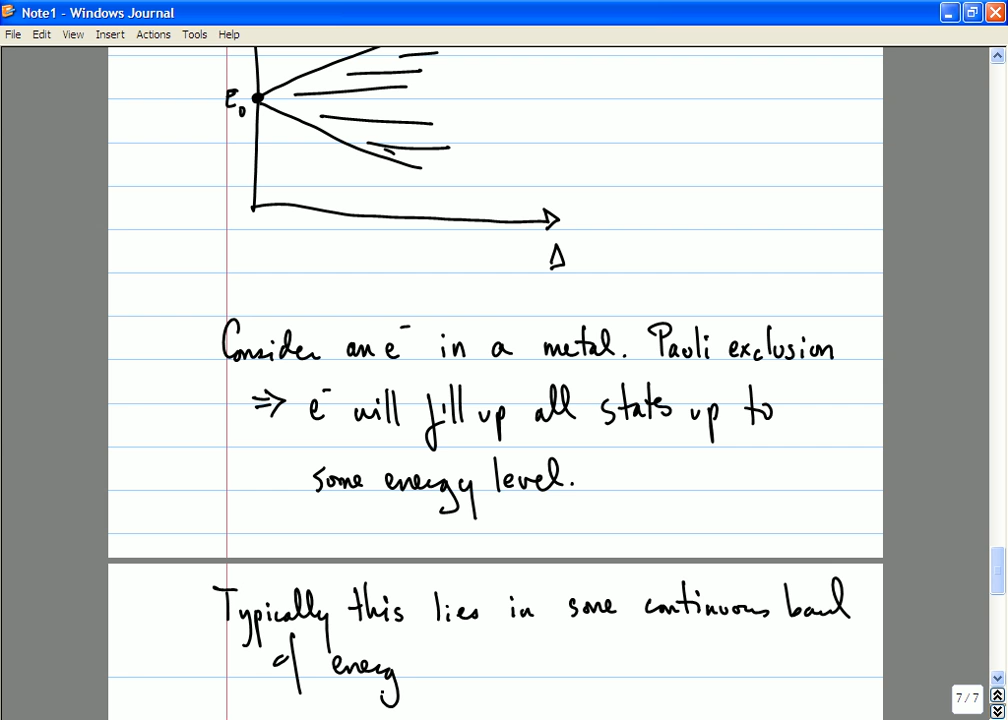 Note1 - Windows Journal
File Edit View Insert Actions Tools Help
E₀
Δ
Consider an e⁻ in a metal. Pauli exclusion
⇒ e⁻ will fill up all states up to
some energy level.
Typically this lies in some continuous band
of energ
7 / 7